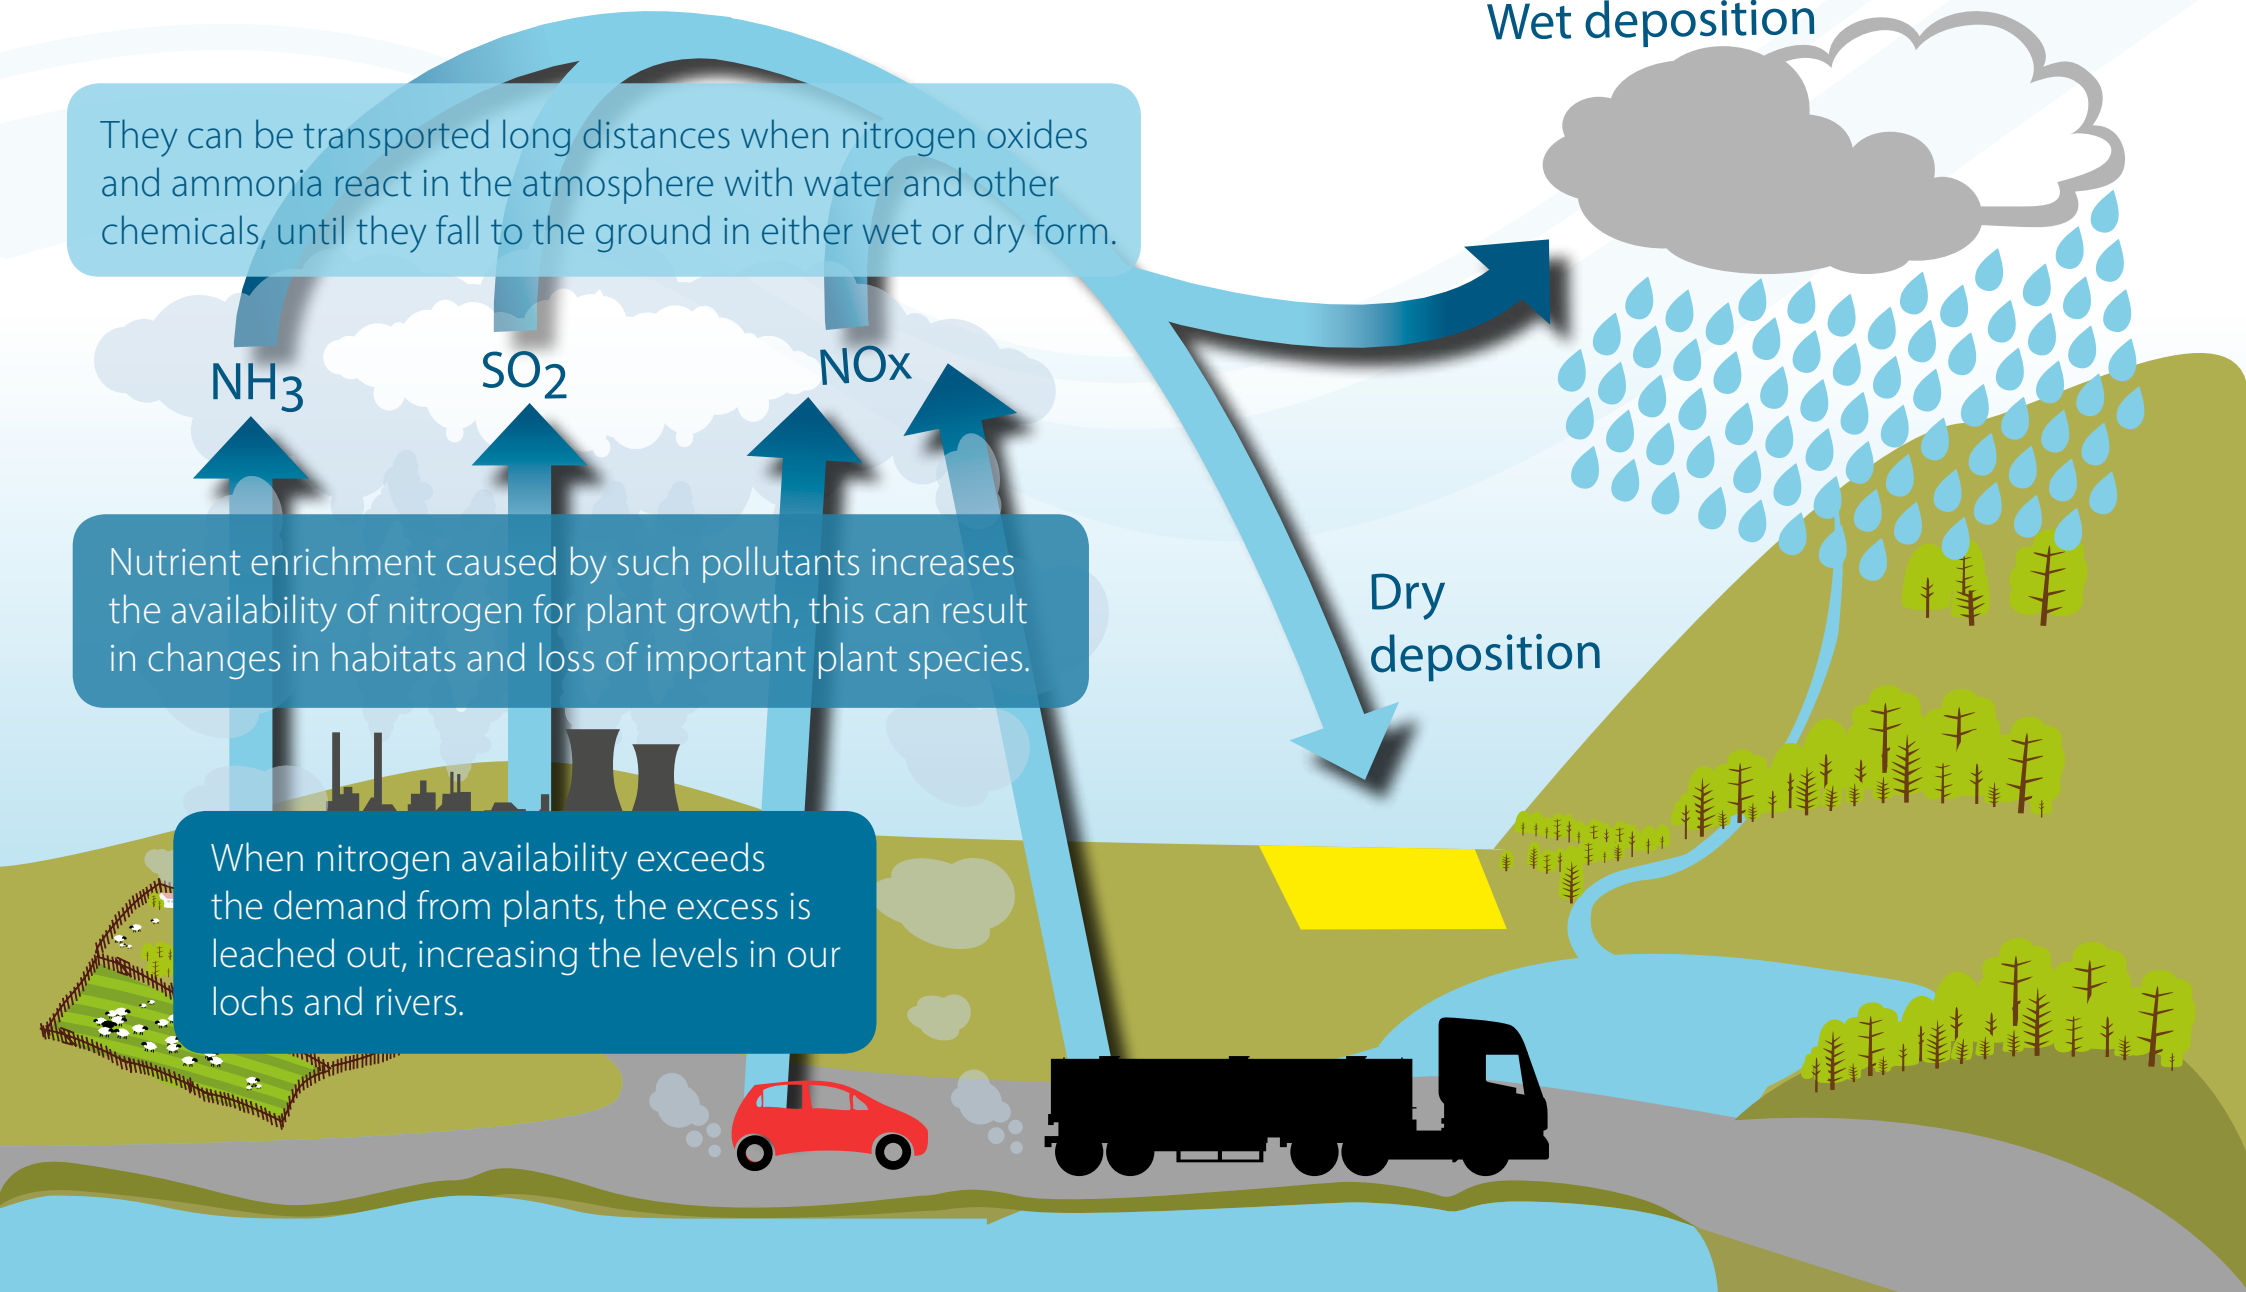 Wet deposition
They can be transported long distances when nitrogen oxides
and ammonia react in the atmosphere with water and other
chemicals, until they fall to the ground in either wet or dry form.
NH3
SO2
NOx
Nutrient enrichment caused by such pollutants increases
the availability of nitrogen for plant growth, this can result
in changes in habitats and loss of important plant species.
Dry
deposition
When nitrogen availability exceeds
the demand from plants, the excess is
leached out, increasing the levels in our
lochs and rivers.